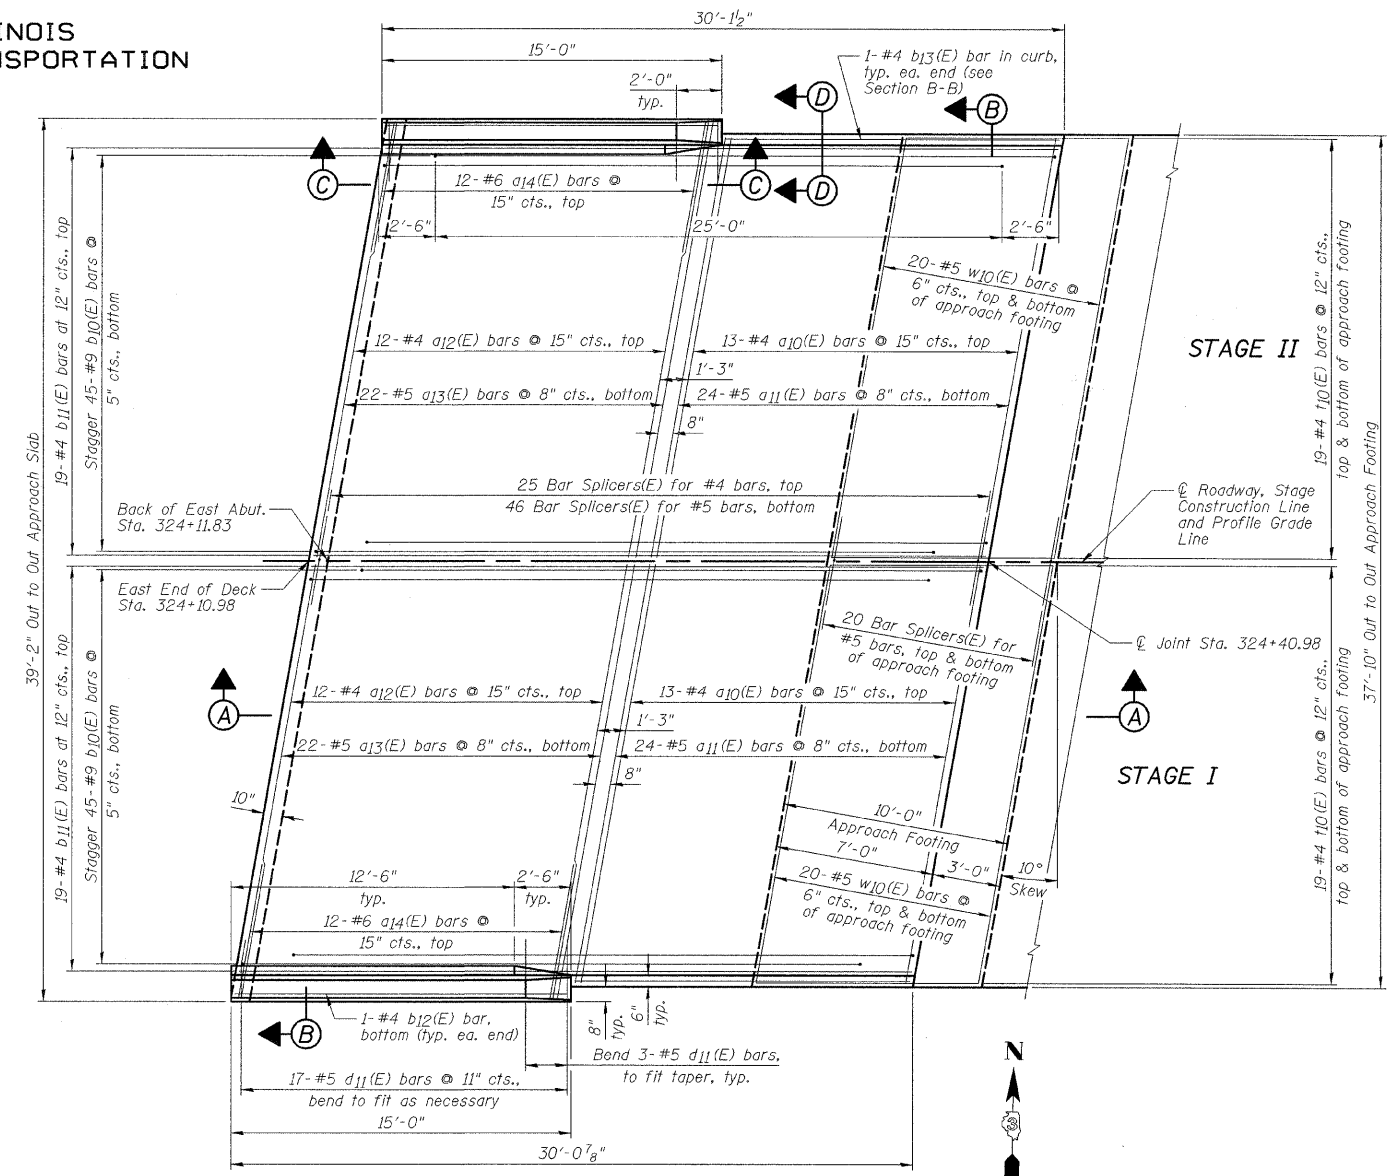 INOIS
NSPORTATION
30'-1½"
15'-0"
2'-0"
typ.
1-#4 b13(E) bar in curb,
typ. ea. end (see
Section B-B)
D
B
C
C
D
12-#6 a14(E) bars @
15" cts., top
2'-6"
25'-0"
2'-6"
20-#5 w10(E) bars @
6" cts., top & bottom
of approach footing
12-#4 a12(E) bars @ 15" cts., top
13-#4 a10(E) bars @ 15" cts., top
1'-3"
22-#5 a13(E) bars @ 8" cts., bottom
24-#5 a11(E) bars @ 8" cts., bottom
8"
STAGE II
39'-2" Out to Out Approach Slab
19-#4 b11(E) bars at 12" cts., top
Stagger 45-#9 b10(E) bars @
5" cts., bottom
19-#4 t10(E) bars @ 12" cts.,
top & bottom of approach footing
37'-10" Out to Out Approach Footing
25 Bar Splicers(E) for #4 bars, top
46 Bar Splicers(E) for #5 bars, bottom
Back of East Abut.
Sta. 324+11.83
℄ Roadway, Stage
Construction Line
and Profile Grade
Line
East End of Deck
Sta. 324+10.98
20 Bar Splicers(E) for
#5 bars, top & bottom
of approach footing
℄ Joint Sta. 324+40.98
A
A
12-#4 a12(E) bars @ 15" cts., top
13-#4 a10(E) bars @ 15" cts., top
1'-3"
22-#5 a13(E) bars @ 8" cts., bottom
24-#5 a11(E) bars @ 8" cts., bottom
8"
STAGE I
19-#4 b11(E) bars at 12" cts., top
Stagger 45-#9 b10(E) bars @
5" cts., bottom
19-#4 t10(E) bars @ 12" cts.,
top & bottom of approach footing
10"
10'-0"
Approach Footing
7'-0"
3'-0"
10°
Skew
12'-6"
typ.
2'-6"
typ.
20-#5 w10(E) bars @
6" cts., top & bottom
of approach footing
12-#6 a14(E) bars @
15" cts., top
B
1-#4 b12(E) bar,
bottom (typ. ea. end)
8"
typ.
6"
typ.
Bend 3-#5 d11(E) bars,
to fit taper, typ.
17-#5 d11(E) bars @ 11" cts.,
bend to fit as necessary
15'-0"
30'-0⅞"
N
3